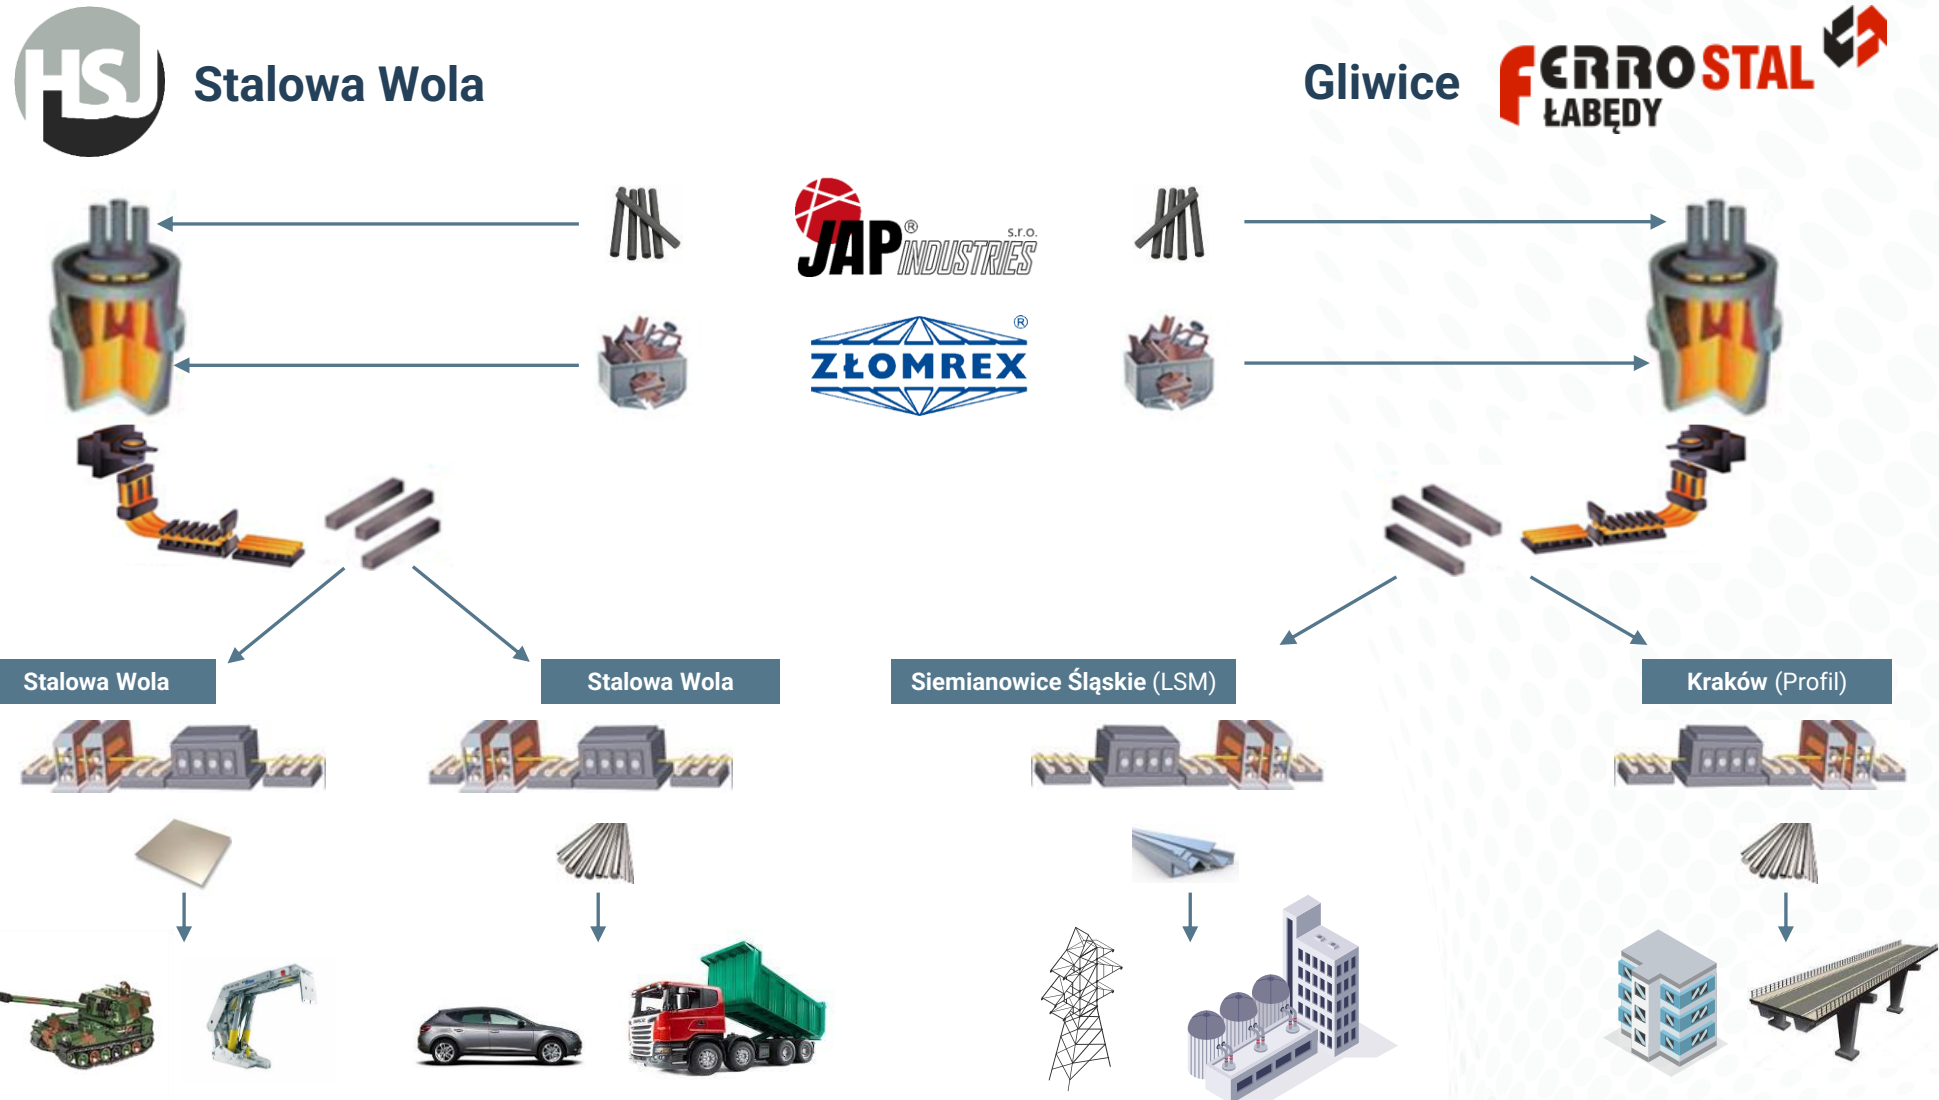 HSJ
Stalowa Wola
Gliwice
FERROSTAL
ŁABĘDY
JAP® INDUSTRIES s.r.o.
®
ZŁOMREX
Stalowa Wola
Stalowa Wola
Siemianowice Śląskie (LSM)
Kraków (Profil)